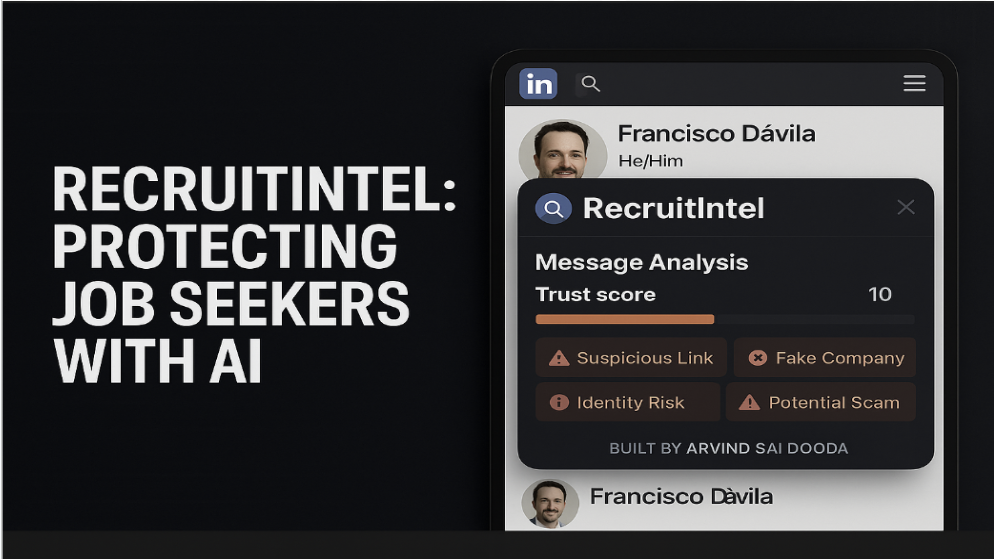 RECRUITINTEL:
PROTECTING
JOB SEEKERS
WITH AI
in
Francisco Dávila
He/Him
RecruitIntel
Message Analysis
Trust score 10
Suspicious Link
Fake Company
Identity Risk
Potential Scam
BUILT BY ARVIND SAI DOODA
Francisco Dàvila